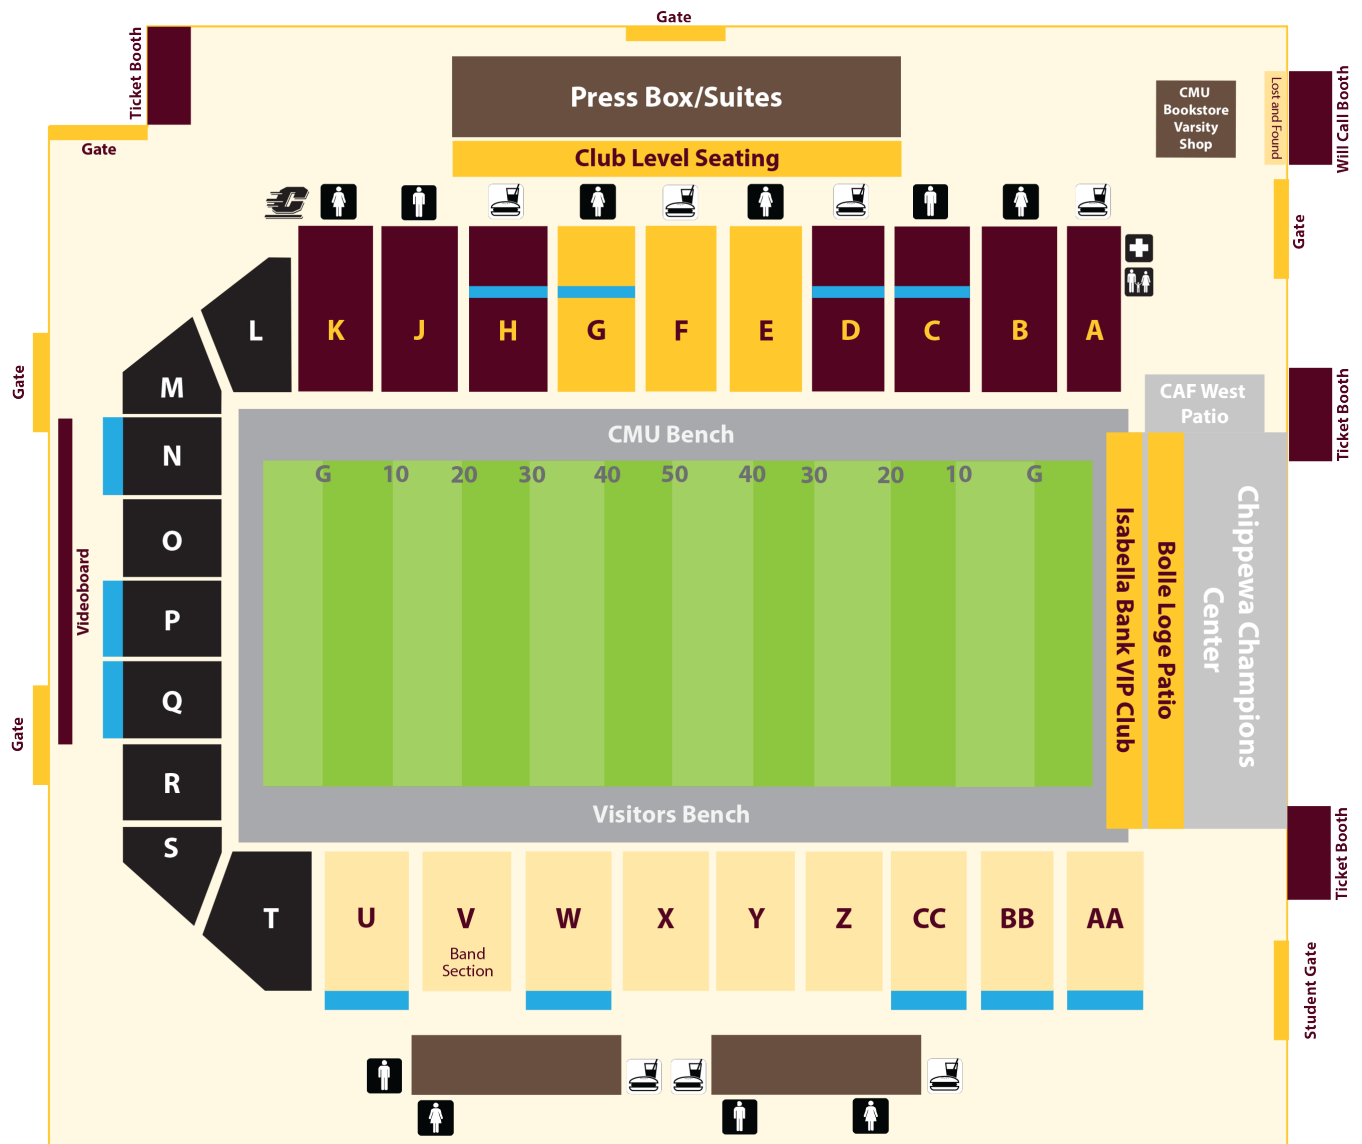 Gate
Ticket Booth
Gate
Press Box/Suites
Club Level Seating
CMU
Bookstore
Varsity
Shop
Lost and Found
Will Call Booth
Gate
C
K
J
H
G
F
E
D
C
B
A
L
M
N
O
P
Q
R
S
T
Gate
Videoboard
Gate
CMU Bench
G 10 20 30 40 50 40 30 20 10 G
Visitors Bench
CAF West
Patio
Ticket Booth
Isabella Bank VIP Club
Bolle Loge Patio
Chippewa Champions
Center
Ticket Booth
U
V
Band
Section
W
X
Y
Z
CC
BB
AA
Student Gate